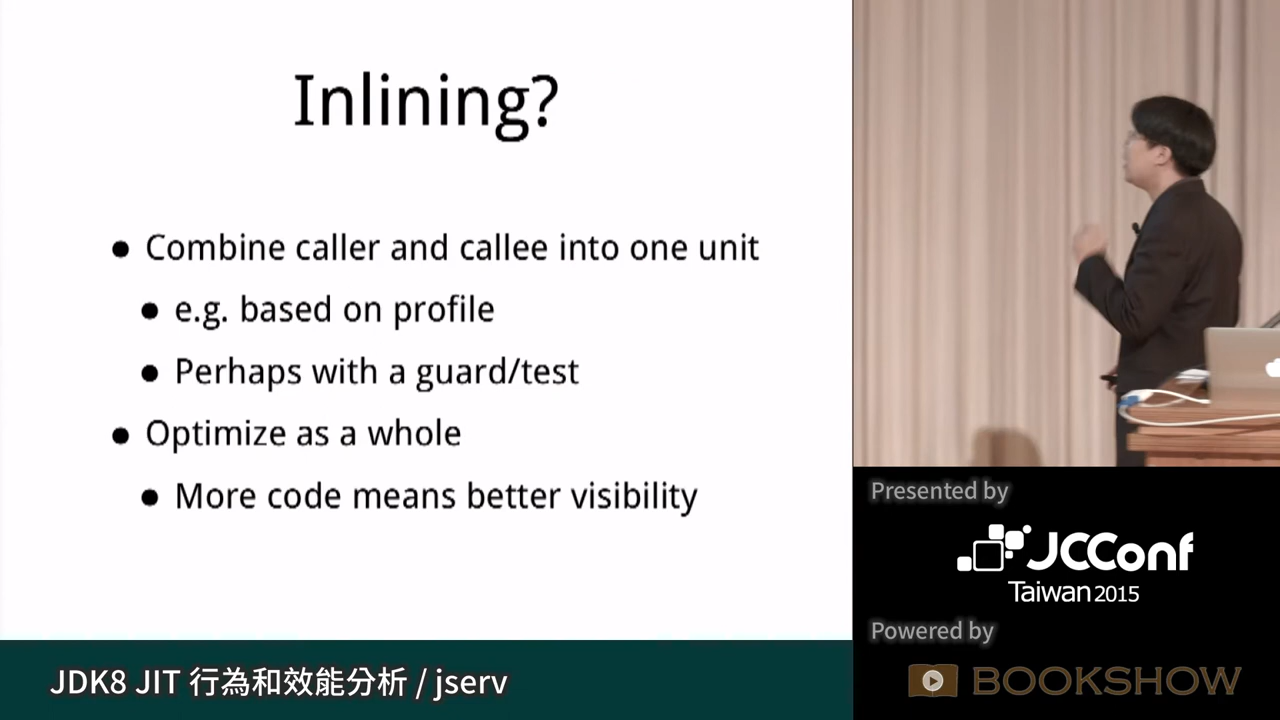 Inlining?
Combine caller and callee into one unit
e.g. based on profile
Perhaps with a guard/test
Optimize as a whole
More code means better visibility
Presented by
JCConf
Taiwan 2015
Powered by
BOOKSHOW
JDK8 JIT 行為和效能分析 / jserv